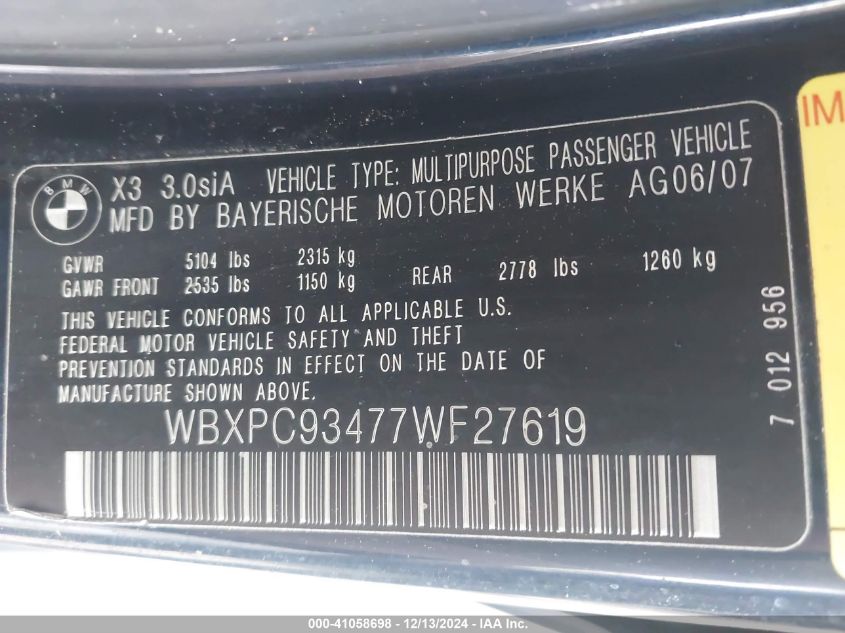 BMW
X3 3.0siA VEHICLE TYPE: MULTIPURPOSE PASSENGER VEHICLE
MFD BY BAYERISCHE MOTOREN WERKE AG06/07
GVWR 5104 lbs 2315 kg
GAWR FRONT 2535 lbs 1150 kg REAR 2778 lbs 1260 kg
THIS VEHICLE CONFORMS TO ALL APPLICABLE U.S.
FEDERAL MOTOR VEHICLE SAFETY AND THEFT
PREVENTION STANDARDS IN EFFECT ON THE DATE OF
MANUFACTURE SHOWN ABOVE.
WBXPC93477WF27619
7 012 956
IM
000-41058698 - 12/13/2024 - IAAI.COM